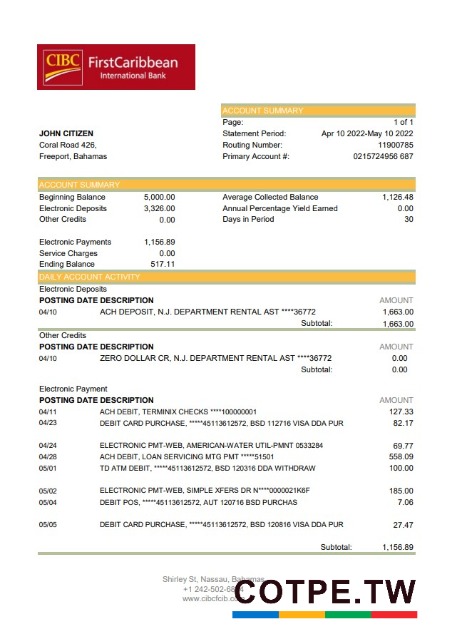 CIBC FirstCaribbean
International Bank
ACCOUNT SUMMARY
Page: 1 of 1
JOHN CITIZEN Statement Period: Apr 10 2022-May 10 2022
Coral Road 426, Routing Number: 11900785
Freeport, Bahamas Primary Account #: 0215724956 687
ACCOUNT SUMMARY
Beginning Balance 5,000.00 Average Collected Balance 1,126.48
Electronic Deposits 3,326.00 Annual Percentage Yield Earned 0.00
Other Credits 0.00 Days in Period 30
Electronic Payments 1,156.89
Service Charges 0.00
Ending Balance 517.11
DAILY ACCOUNT ACTIVITY
Electronic Deposits
POSTING DATE DESCRIPTION AMOUNT
04/10 ACH DEPOSIT, N.J. DEPARTMENT RENTAL AST ****36772 1,663.00
Subtotal: 1,663.00
Other Credits
POSTING DATE DESCRIPTION AMOUNT
04/10 ZERO DOLLAR CR, N.J. DEPARTMENT RENTAL AST ****36772 0.00
Subtotal: 0.00
Electronic Payment
POSTING DATE DESCRIPTION AMOUNT
04/11 ACH DEBIT, TERMINIX CHECKS ****100000001 127.33
04/23 DEBIT CARD PURCHASE, *****45113612572, BSD 112716 VISA DDA PUR 82.17
04/24 ELECTRONIC PMT-WEB, AMERICAN-WATER UTIL-PMNT 0533284 69.77
04/28 ACH DEBIT, LOAN SERVICING MTG PMT *****51501 558.09
05/01 TD ATM DEBIT, *****45113612572, BSD 120316 DDA WITHDRAW 100.00
05/02 ELECTRONIC PMT-WEB, SIMPLE XFERS DR N****0000021K6F 185.00
05/04 DEBIT POS, *****45113612572, AUT 120716 BSD PURCHAS 7.06
05/05 DEBIT CARD PURCHASE, *****45113612572, BSD 120816 VISA DDA PUR 27.47
Subtotal: 1,156.89
Shirley St, Nassau, Bahamas
+1 242-502-68
www.cibcfcib.
COTPE.TW